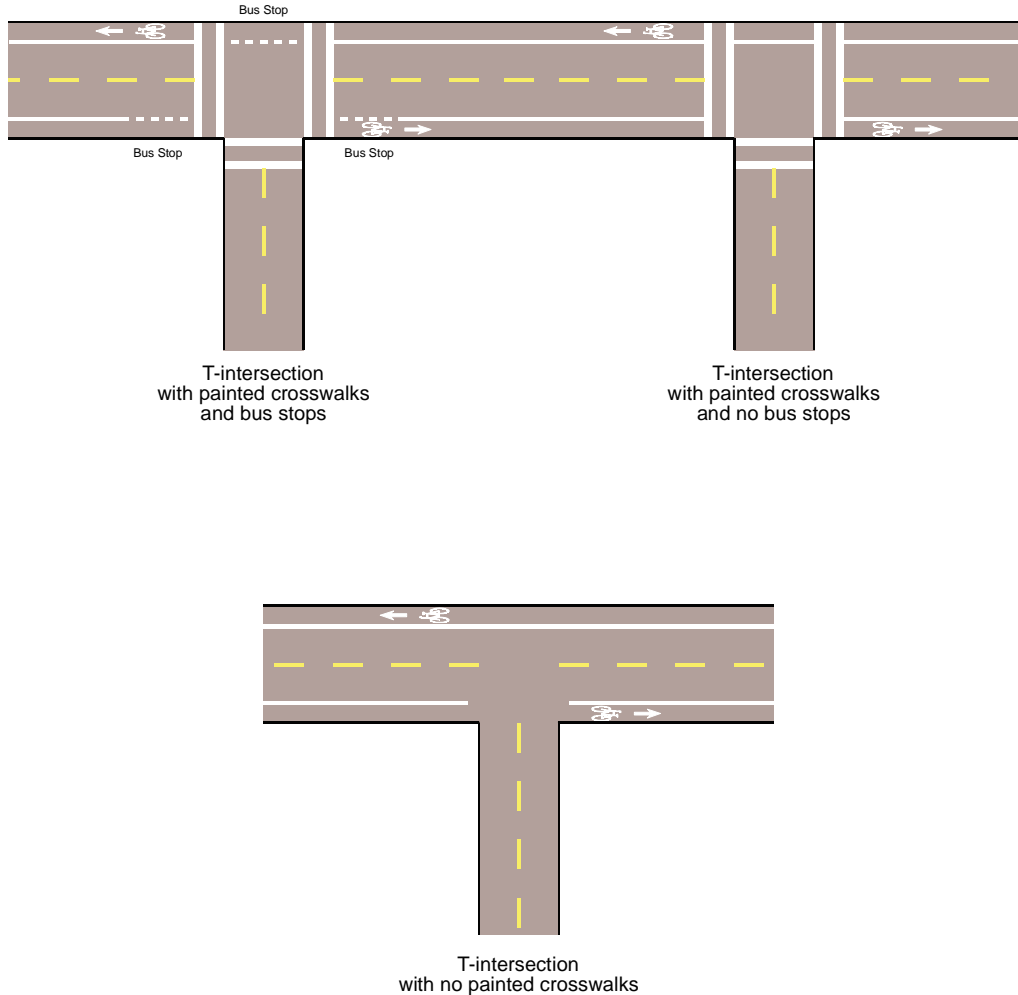 Bus Stop
Bus Stop
Bus Stop
T-intersection
with painted crosswalks
and bus stops
T-intersection
with painted crosswalks
and no bus stops
T-intersection
with no painted crosswalks